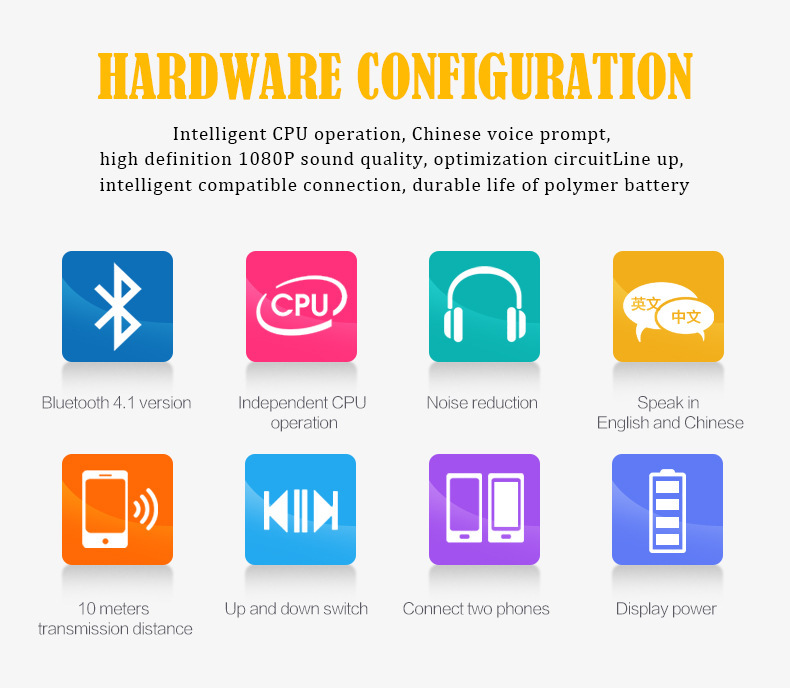 HARDWARE CONFIGURATION
Intelligent CPU operation, Chinese voice prompt,
high definition 1080P sound quality, optimization circuitLine up,
intelligent compatible connection, durable life of polymer battery
CPU
英文
中文
Bluetooth 4.1 version
Independent CPU
operation
Noise reduction
Speak in
English and Chinese
10 meters
transmission distance
Up and down switch
Connect two phones
Display power